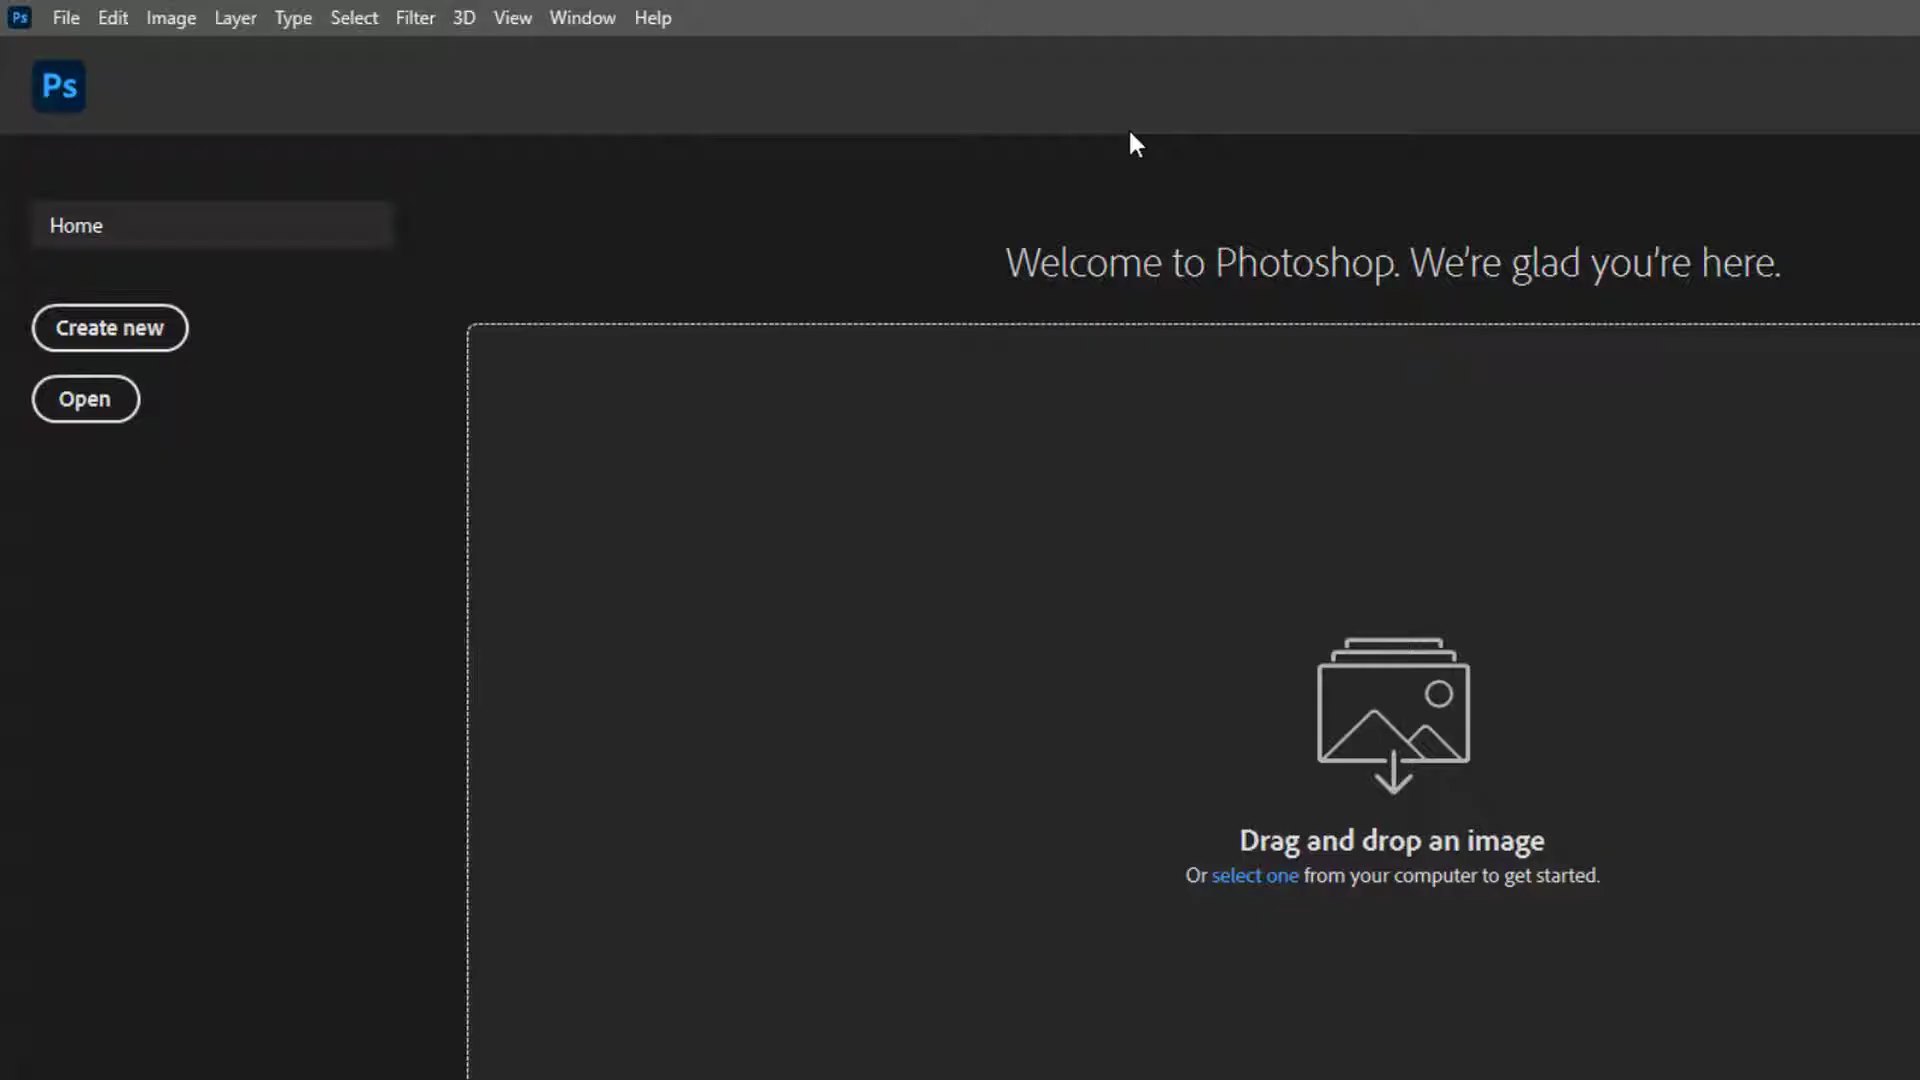 Ps File Edit Image Layer Type Select Filter 3D View Window Help
Ps
Home
Welcome to Photoshop. We're glad you're here.
Create new
Open
Drag and drop an image
Or select one from your computer to get started.